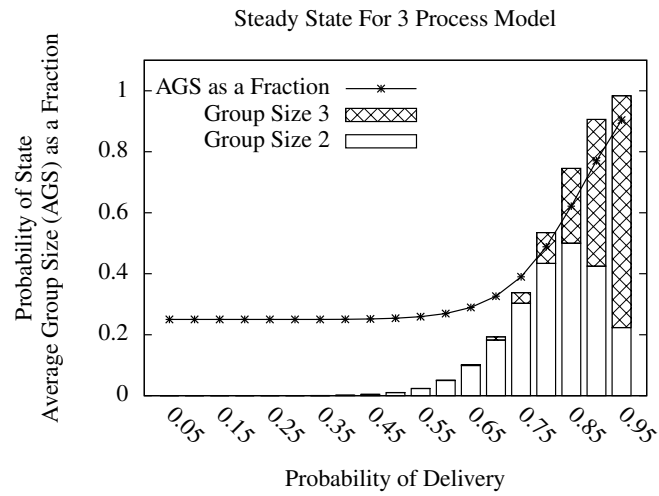 Steady State For 3 Process Model
Probability of State
Average Group Size (AGS) as a Fraction
1
0.8
0.6
0.4
0.2
0
AGS as a Fraction
Group Size 3
Group Size 2
0.05
0.15
0.25
0.35
0.45
0.55
0.65
0.75
0.85
0.95
Probability of Delivery